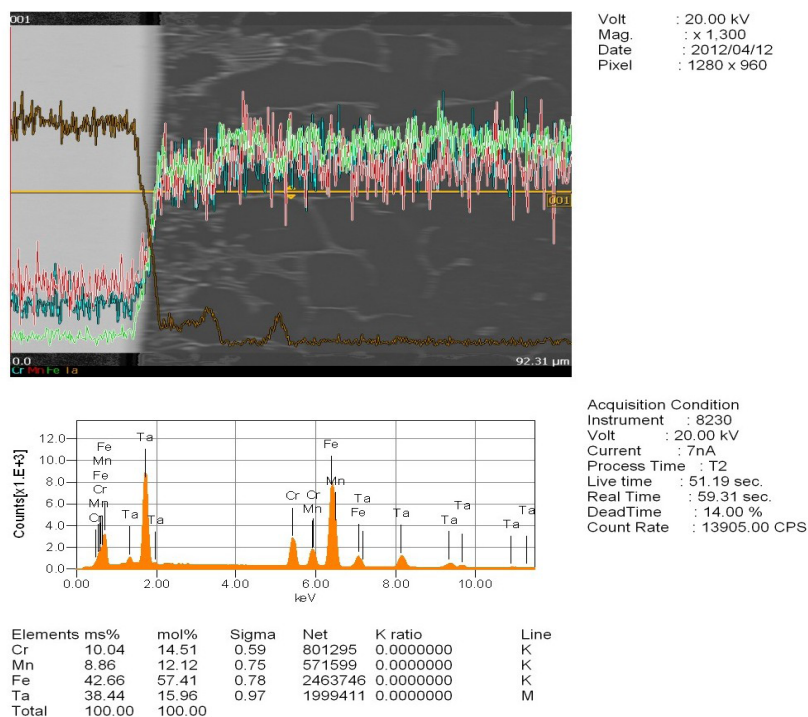 001
Volt : 20.00 kV
Mag. : x 1,300
Date : 2012/04/12
Pixel : 1280 x 960
001
0.0 92.31 µm
Cr Mn Fe Ta
Acquisition Condition
Instrument : 8230
Volt : 20.00 kV
Current : 7nA
Process Time : T2
Live time : 51.19 sec.
Real Time : 59.31 sec.
DeadTime : 14.00 %
Count Rate : 13905.00 CPS
Counts[x1.E+3]
12.0
10.0
8.0
6.0
4.0
2.0
0.0
Fe
Mn
Fe
Cr
Mn
Cr
Ta
Ta
Ta
Cr
Cr
Mn
Fe
Mn
Ta
Fe
Ta
Ta
Ta
Ta
Ta
0.00 2.00 4.00 6.00 8.00 10.00
keV
Elements ms% mol% Sigma Net K ratio Line
Cr 10.04 14.51 0.59 801295 0.0000000 K
Mn 8.86 12.12 0.75 571599 0.0000000 K
Fe 42.66 57.41 0.78 2463746 0.0000000 K
Ta 38.44 15.96 0.97 1999411 0.0000000 M
Total 100.00 100.00